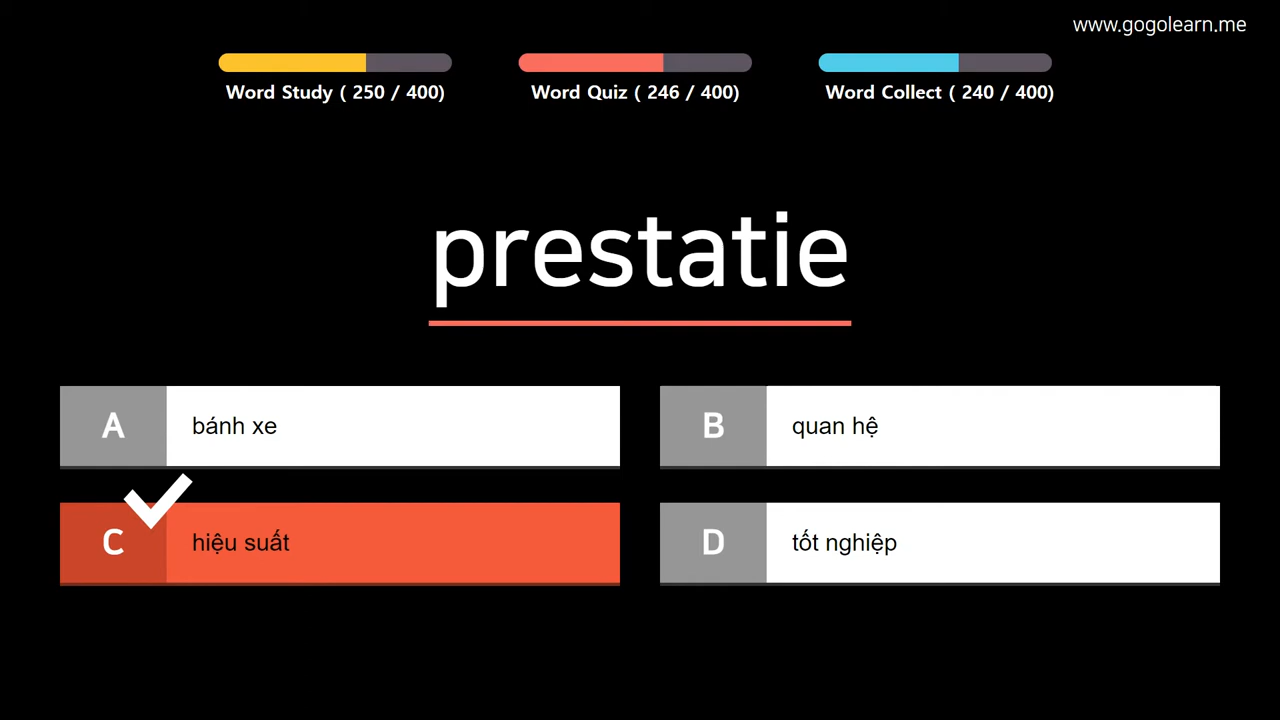 www.gogolearn.me
Word Study ( 250 / 400)
Word Quiz ( 246 / 400)
Word Collect ( 240 / 400)
prestatie
A bánh xe
B quan hệ
C hiệu suất
D tốt nghiệp